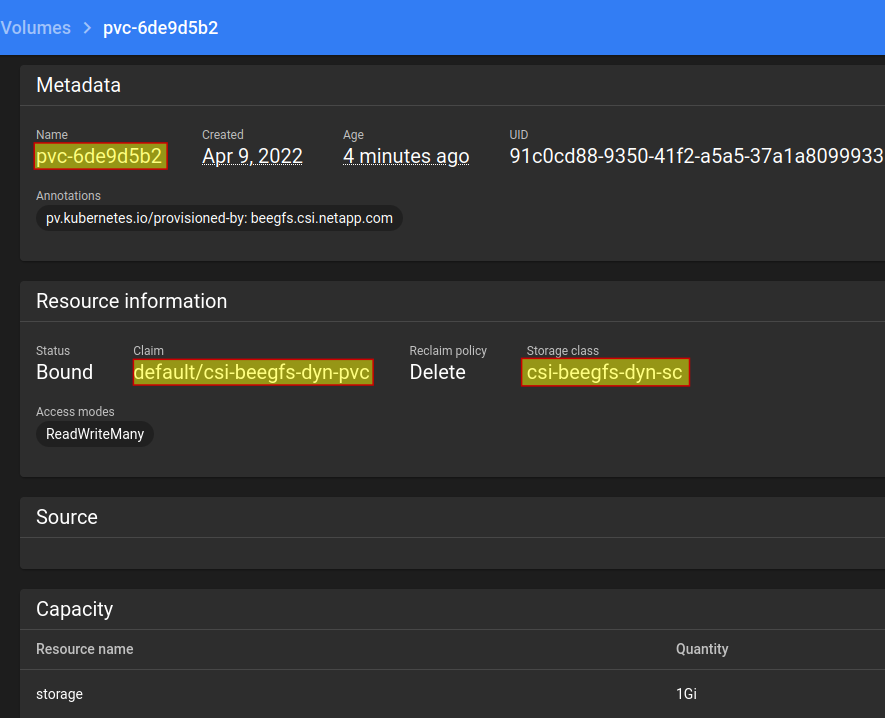 Volumes > pvc-6de9d5b2
Metadata
Name Created Age UID
pvc-6de9d5b2 Apr 9, 2022 4 minutes ago 91c0cd88-9350-41f2-a5a5-37a1a8099933
Annotations
pv.kubernetes.io/provisioned-by: beegfs.csi.netapp.com
Resource information
Status Claim Reclaim policy Storage class
Bound default/csi-beegfs-dyn-pvc Delete csi-beegfs-dyn-sc
Access modes
ReadWriteMany
Source
Capacity
Resource name Quantity
storage 1Gi